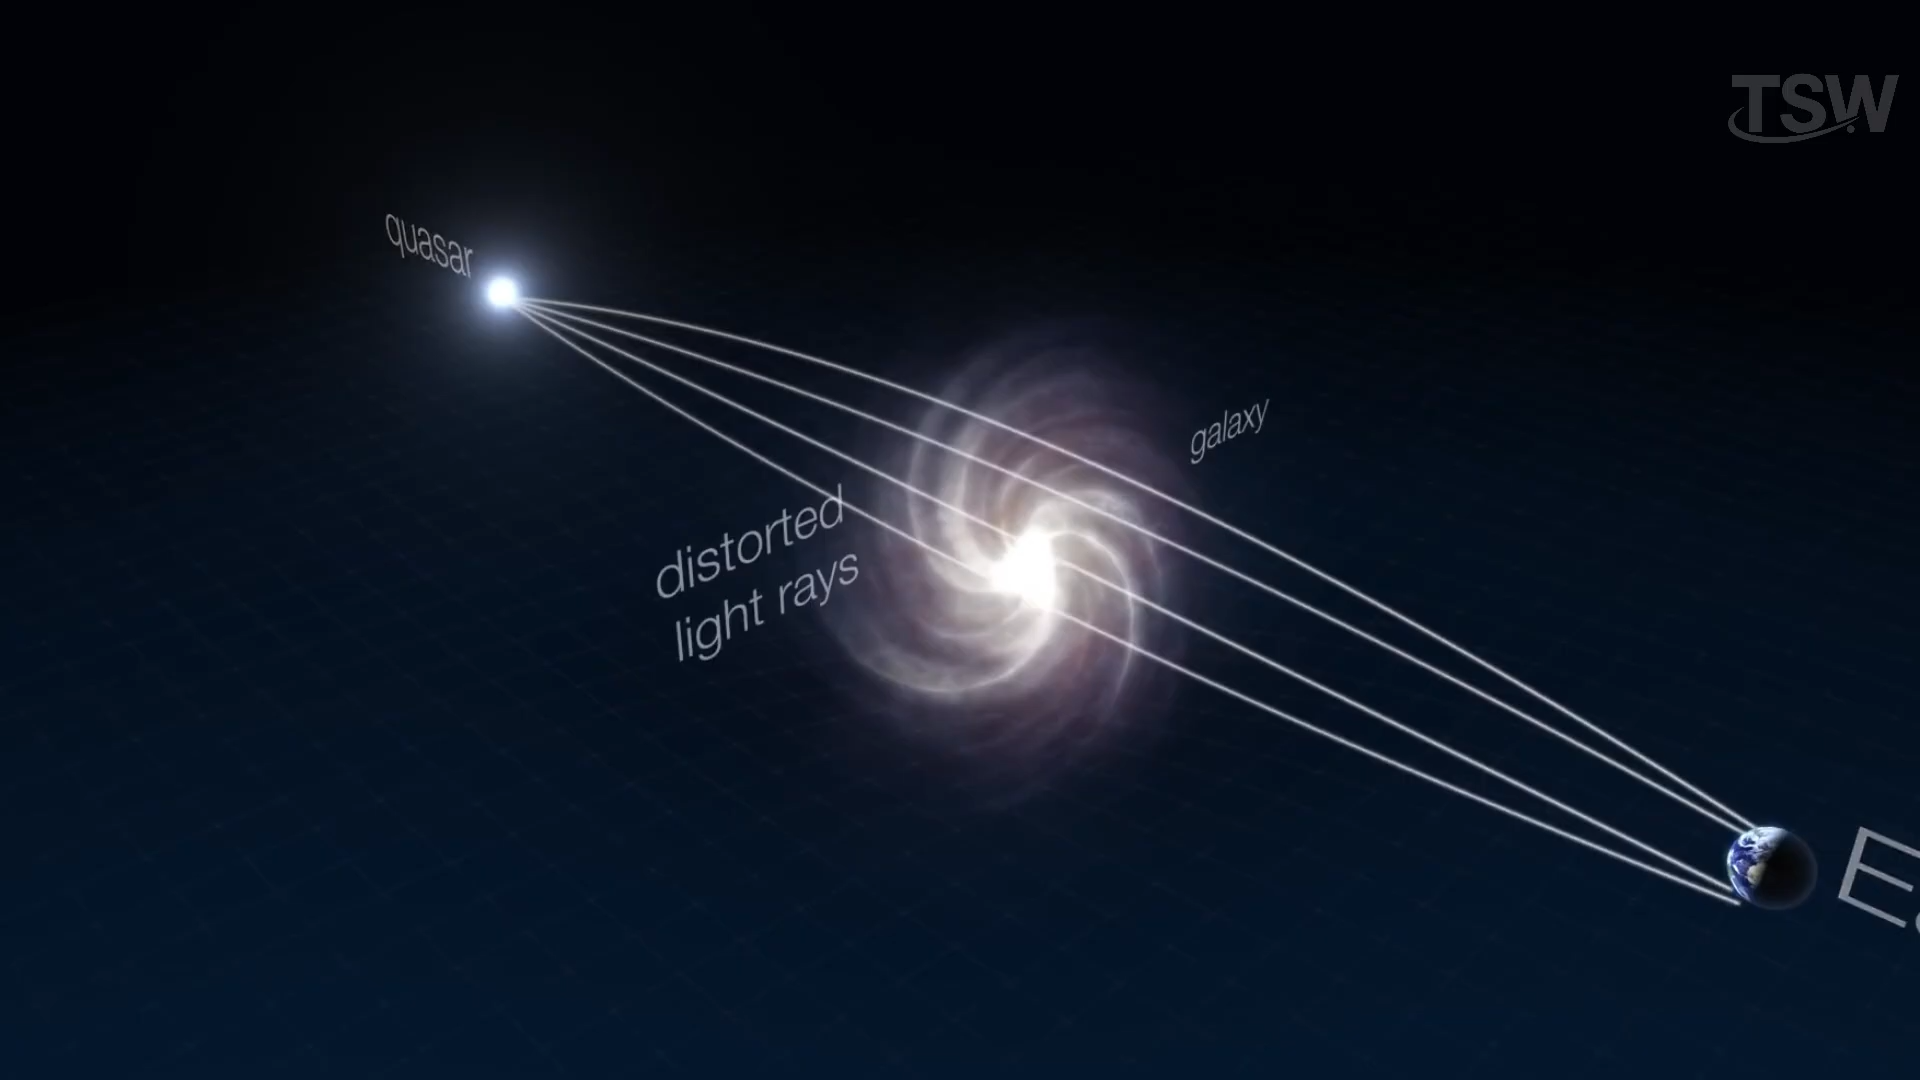 TSW
quasar
galaxy
distorted
light rays